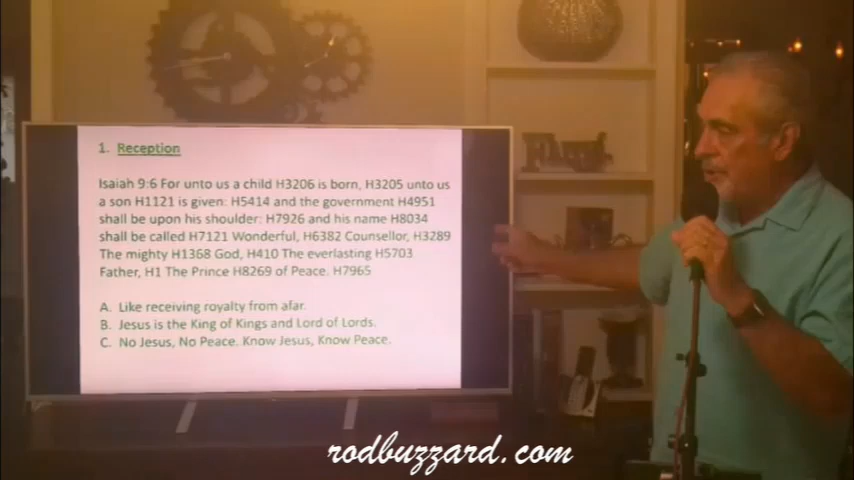 1. Reception
Isaiah 9:6 For unto us a child H3206 is born, H3205 unto us
a son H1121 is given: H5414 and the government H4951
shall be upon his shoulder: H7926 and his name H8034
shall be called H7121 Wonderful, H6382 Counsellor, H3289
The mighty H1368 God, H410 The everlasting H5703
Father, H1 The Prince H8269 of Peace. H7965
A. Like receiving royalty from afar.
B. Jesus is the King of Kings and Lord of Lords.
C. No Jesus, No Peace. Know Jesus, Know Peace.
rodbuzzard.com